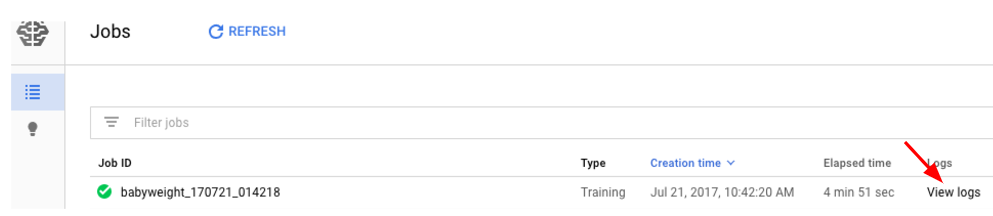 Jobs REFRESH
Filter jobs
Job ID Type Creation time Elapsed time Logs
babyweight_170721_014218 Training Jul 21, 2017, 10:42:20 AM 4 min 51 sec View logs